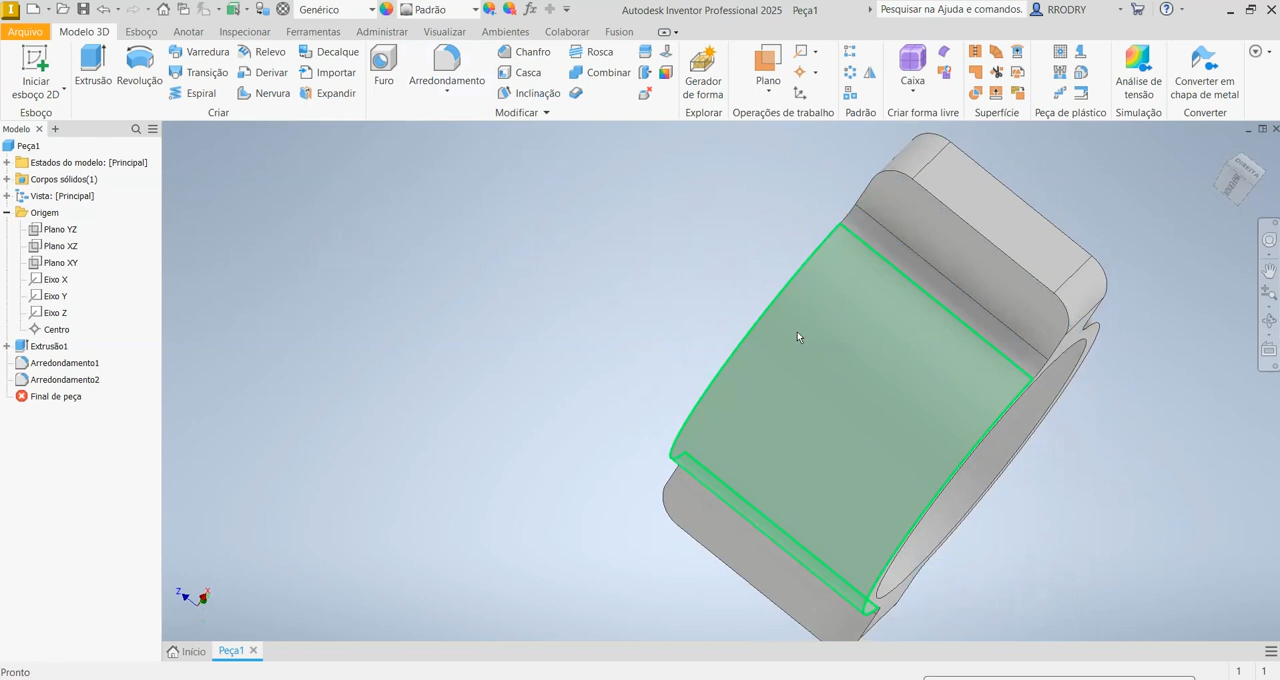 Genérico
Padrão
Autodesk Inventor Professional 2025 Peça1
Pesquisar na Ajuda e comandos.
RRODRY
Arquivo
Modelo 3D
Esboço
Anotar
Inspecionar
Ferramentas
Administrar
Visualizar
Ambientes
Colaborar
Fusion
Iniciar
esboço 2D
Esboço
Extrusão
Revolução
Varredura
Relevo
Decalque
Transição
Derivar
Importar
Espiral
Nervura
Expandir
Criar
Furo
Arredondamento
Chanfro
Rosca
Casca
Combinar
Inclinação
Modificar
Gerador
de forma
Explorar
Plano
Operações de trabalho
Padrão
Caixa
Criar forma livre
Superfície
Peça de plástico
Análise de
tensão
Simulação
Converter em
chapa de metal
Converter
Modelo
Peça1
Estados do modelo: [Principal]
Corpos sólidos(1)
Vista: [Principal]
Origem
Plano YZ
Plano XZ
Plano XY
Eixo X
Eixo Y
Eixo Z
Centro
Extrusão1
Arredondamento1
Arredondamento2
Final de peça
DIREITA
Z
X
Início
Peça1
Pronto
1
1